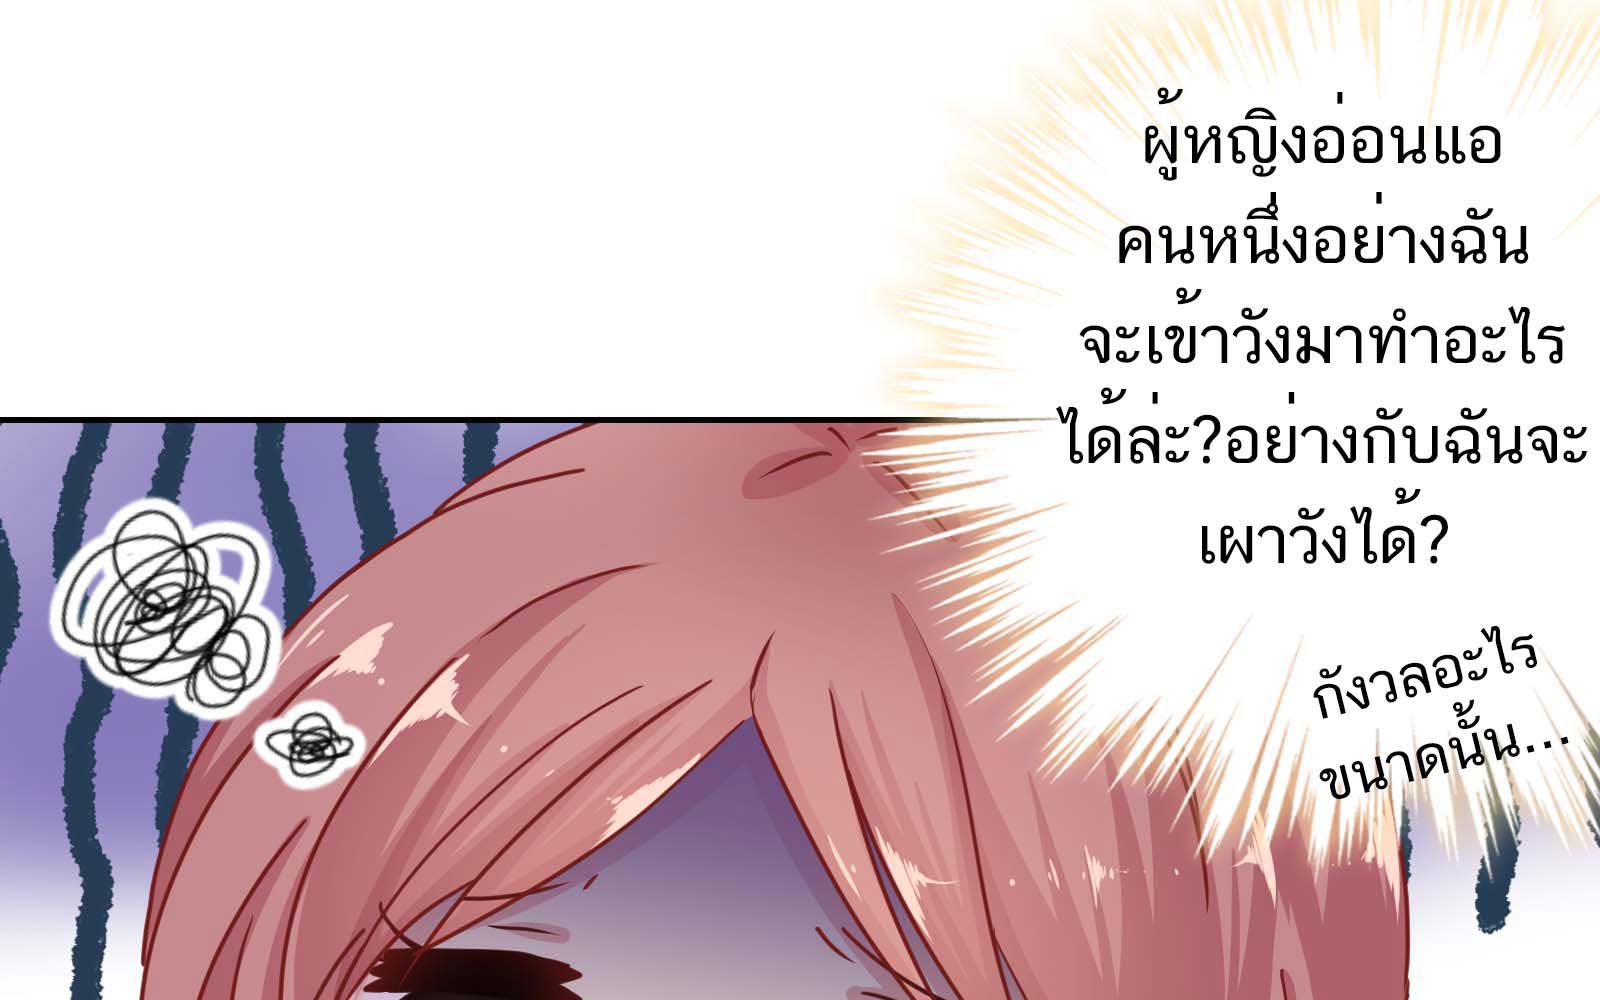 ผู้หญิงอ่อนแอ
คนหนึ่งอย่างฉัน
จะเข้าวังมาทำอะไร
ได้ล่ะ?อย่างกับฉันจะ
เผาวังได้?
กังวลอะไร
ขนาดนั้น...